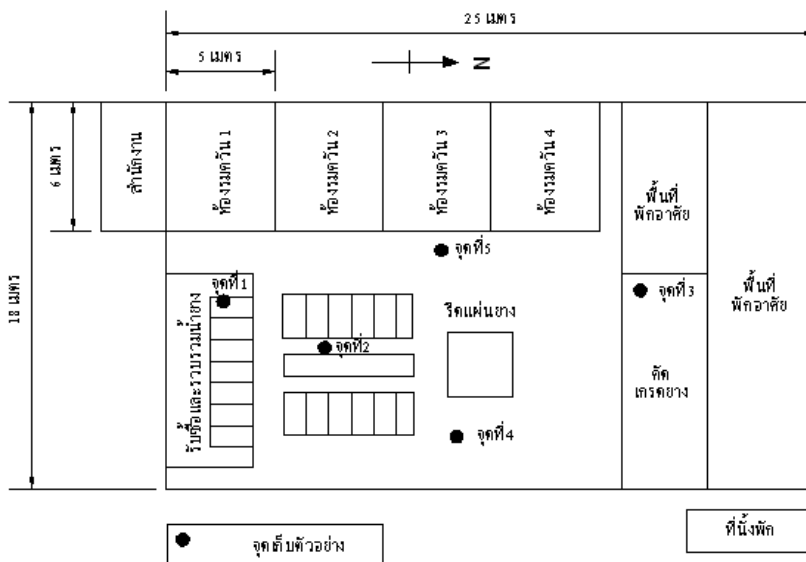 25 เมตร
5 เมตร
N
6 เมตร
18 เมตร
สำนักงาน
ห้องรมควัน 1
ห้องรมควัน 2
ห้องรมควัน 3
ห้องรมควัน 4
พื้นที่
พักอาศัย
พื้นที่
พักอาศัย
จุดที่5
จุดที่1
จุดที่ 3
รับซื้อและรวบรวมน้ำยาง
รีดแผ่นยาง
จุดที่2
คัด
เกรดยาง
จุดที่4
จุดเก็บตัวอย่าง
ที่นั่งพัก